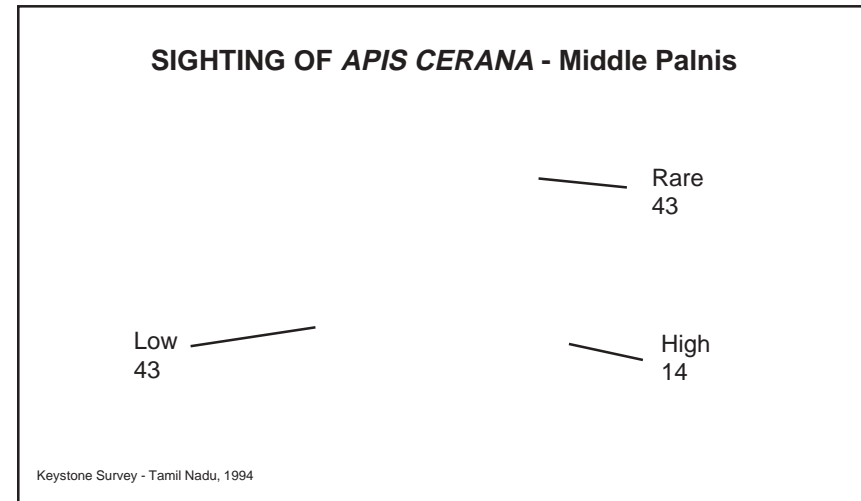 SIGHTING OF APIS CERANA - Middle Palnis
Rare
43
Low
43
High
14
Keystone Survey - Tamil Nadu, 1994